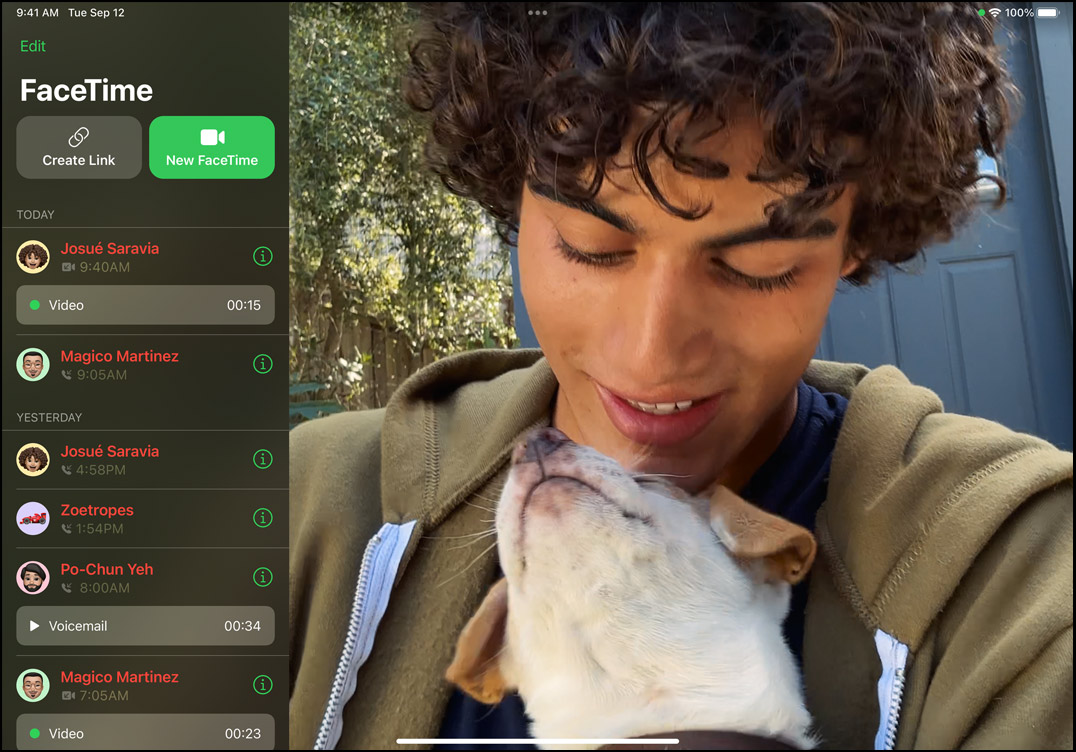 9:41 AM Tue Sep 12
100%
Edit
FaceTime
Create Link
New FaceTime
TODAY
Josué Saravia
9:40AM
Video 00:15
Magico Martinez
9:05AM
YESTERDAY
Josué Saravia
4:58PM
Zoetropes
1:54PM
Po-Chun Yeh
8:00AM
Voicemail 00:34
Magico Martinez
7:05AM
Video 00:23